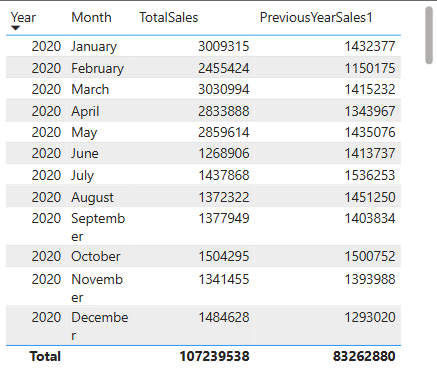 Year Month TotalSales PreviousYearSales1
2020 January 3009315 1432377
2020 February 2455424 1150175
2020 March 3030994 1415232
2020 April 2833888 1343967
2020 May 2859614 1435076
2020 June 1268906 1413737
2020 July 1437868 1536253
2020 August 1372322 1451250
2020 Septemb 1377949 1403834
er
2020 October 1504295 1500752
2020 Novemb 1341455 1393988
er
2020 Decembe 1484628 1293020
r
Total 107239538 83262880